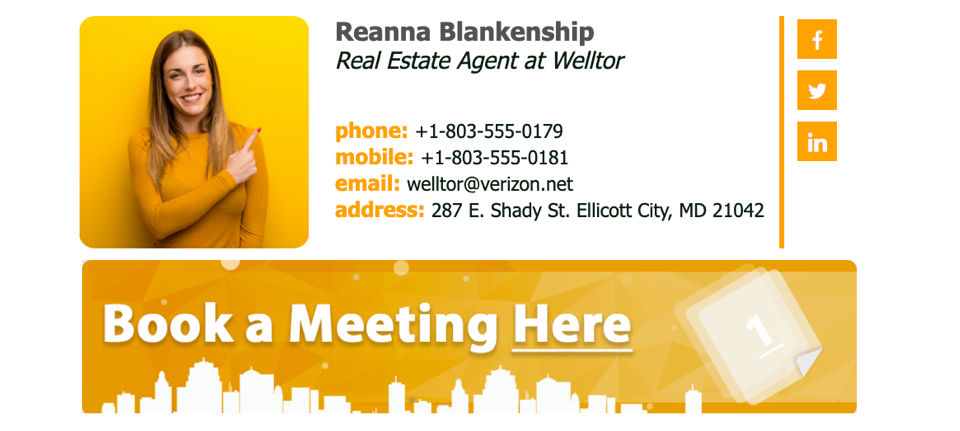 Reanna Blankenship
Real Estate Agent at Welltor
phone: +1-803-555-0179
mobile: +1-803-555-0181
email: welltor@verizon.net
address: 287 E. Shady St. Ellicott City, MD 21042
f
in
Book a Meeting Here
1